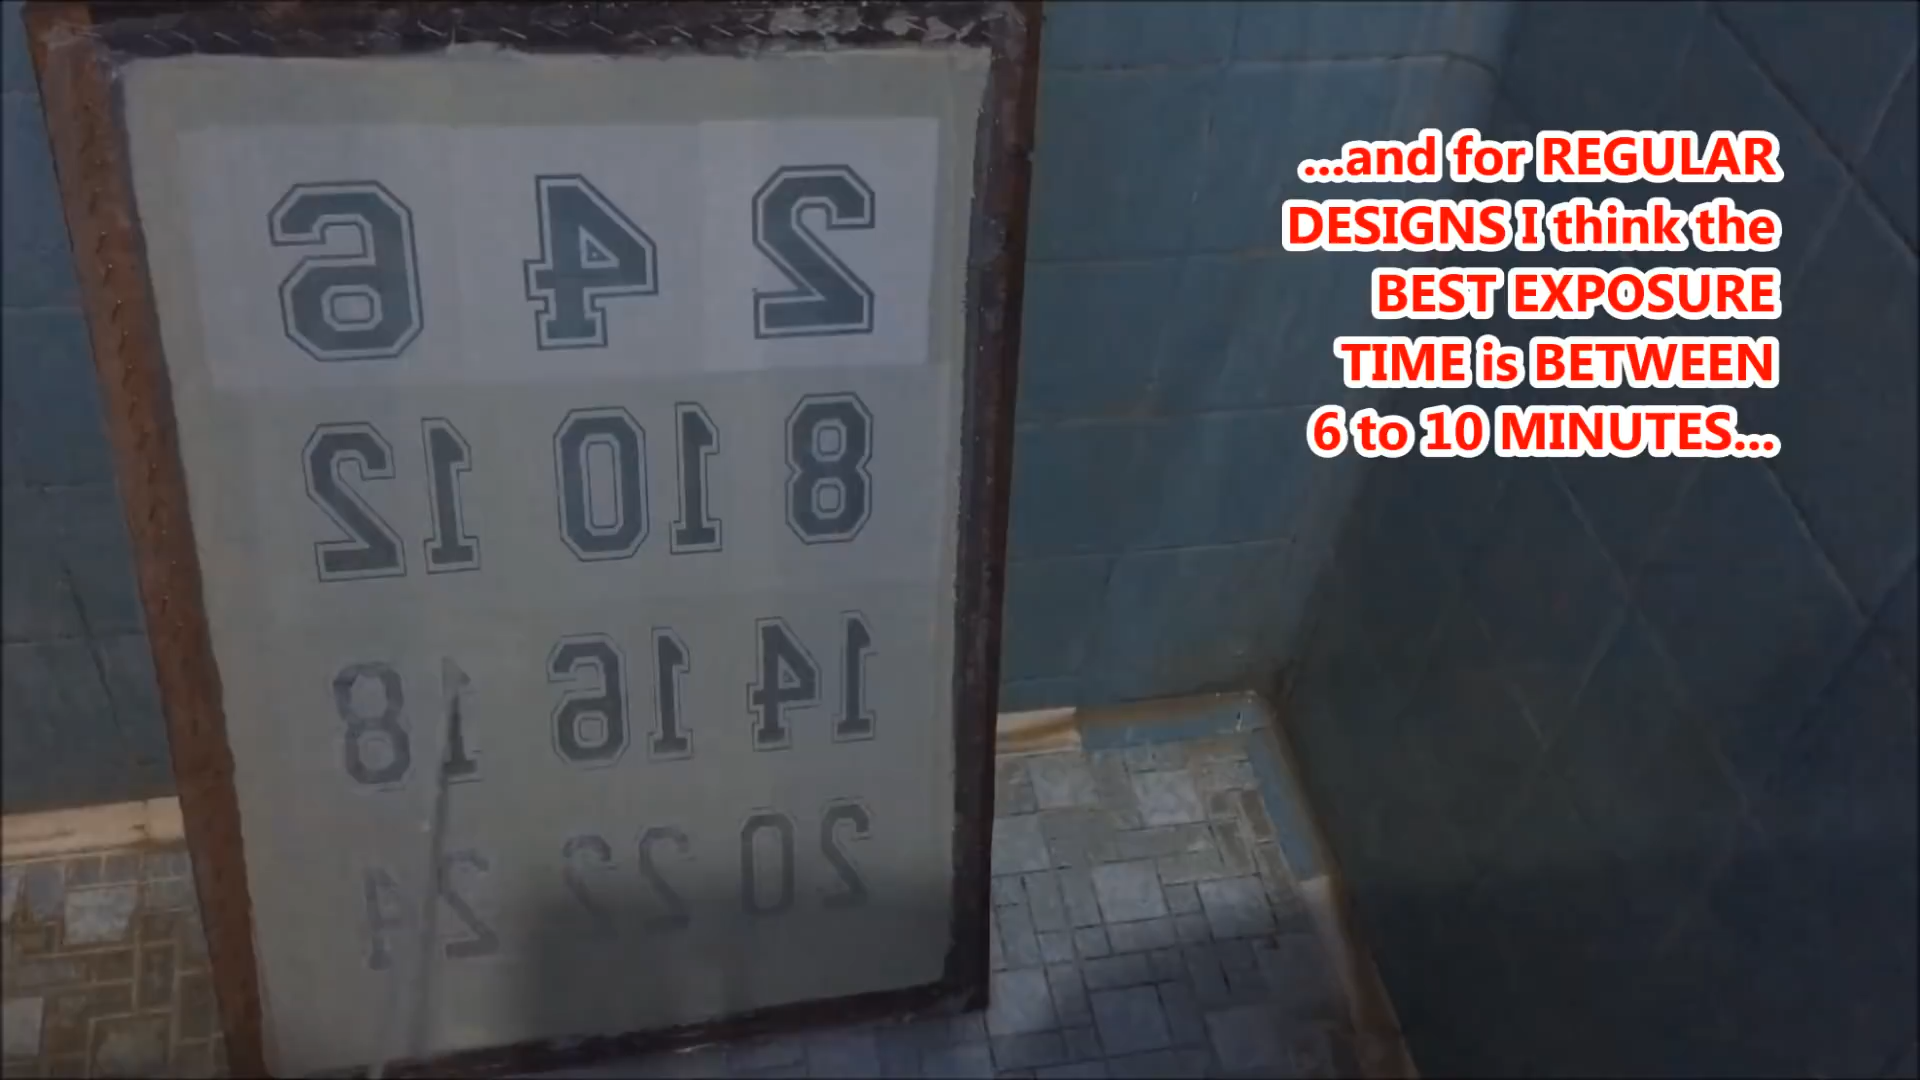 2 4 6
8 10 12
14 16 18
20 22 24
...and for REGULAR
DESIGNS I think the
BEST EXPOSURE
TIME is BETWEEN
6 to 10 MINUTES...